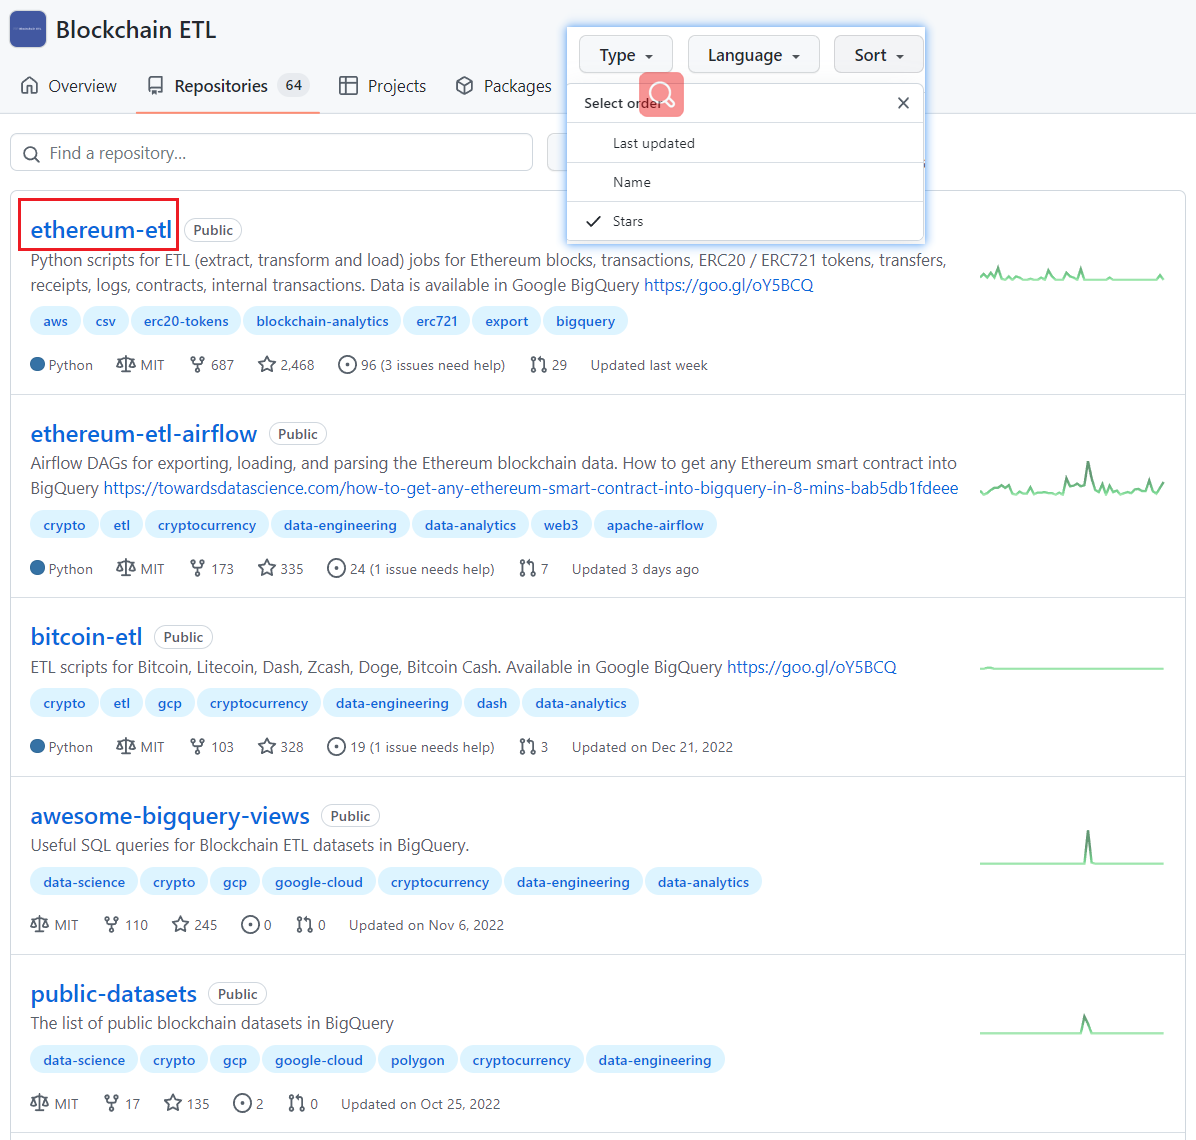 Blockchain ETL
Type Language Sort
Overview Repositories 64 Projects Packages
Select order
Last updated
Name
Stars
Find a repository...
ethereum-etl Public
Python scripts for ETL (extract, transform and load) jobs for Ethereum blocks, transactions, ERC20 / ERC721 tokens, transfers,
receipts, logs, contracts, internal transactions. Data is available in Google BigQuery https://goo.gl/oY5BCQ
aws csv erc20-tokens blockchain-analytics erc721 export bigquery
Python MIT 687 2,468 96 (3 issues need help) 29 Updated last week
ethereum-etl-airflow Public
Airflow DAGs for exporting, loading, and parsing the Ethereum blockchain data. How to get any Ethereum smart contract into
BigQuery https://towardsdatascience.com/how-to-get-any-ethereum-smart-contract-into-bigquery-in-8-mins-bab5db1fdeee
crypto etl cryptocurrency data-engineering data-analytics web3 apache-airflow
Python MIT 173 335 24 (1 issue needs help) 7 Updated 3 days ago
bitcoin-etl Public
ETL scripts for Bitcoin, Litecoin, Dash, Zcash, Doge, Bitcoin Cash. Available in Google BigQuery https://goo.gl/oY5BCQ
crypto etl gcp cryptocurrency data-engineering dash data-analytics
Python MIT 103 328 19 (1 issue needs help) 3 Updated on Dec 21, 2022
awesome-bigquery-views Public
Useful SQL queries for Blockchain ETL datasets in BigQuery.
data-science crypto gcp google-cloud cryptocurrency data-engineering data-analytics
MIT 110 245 0 0 Updated on Nov 6, 2022
public-datasets Public
The list of public blockchain datasets in BigQuery
data-science crypto gcp google-cloud polygon cryptocurrency data-engineering
MIT 17 135 2 0 Updated on Oct 25, 2022